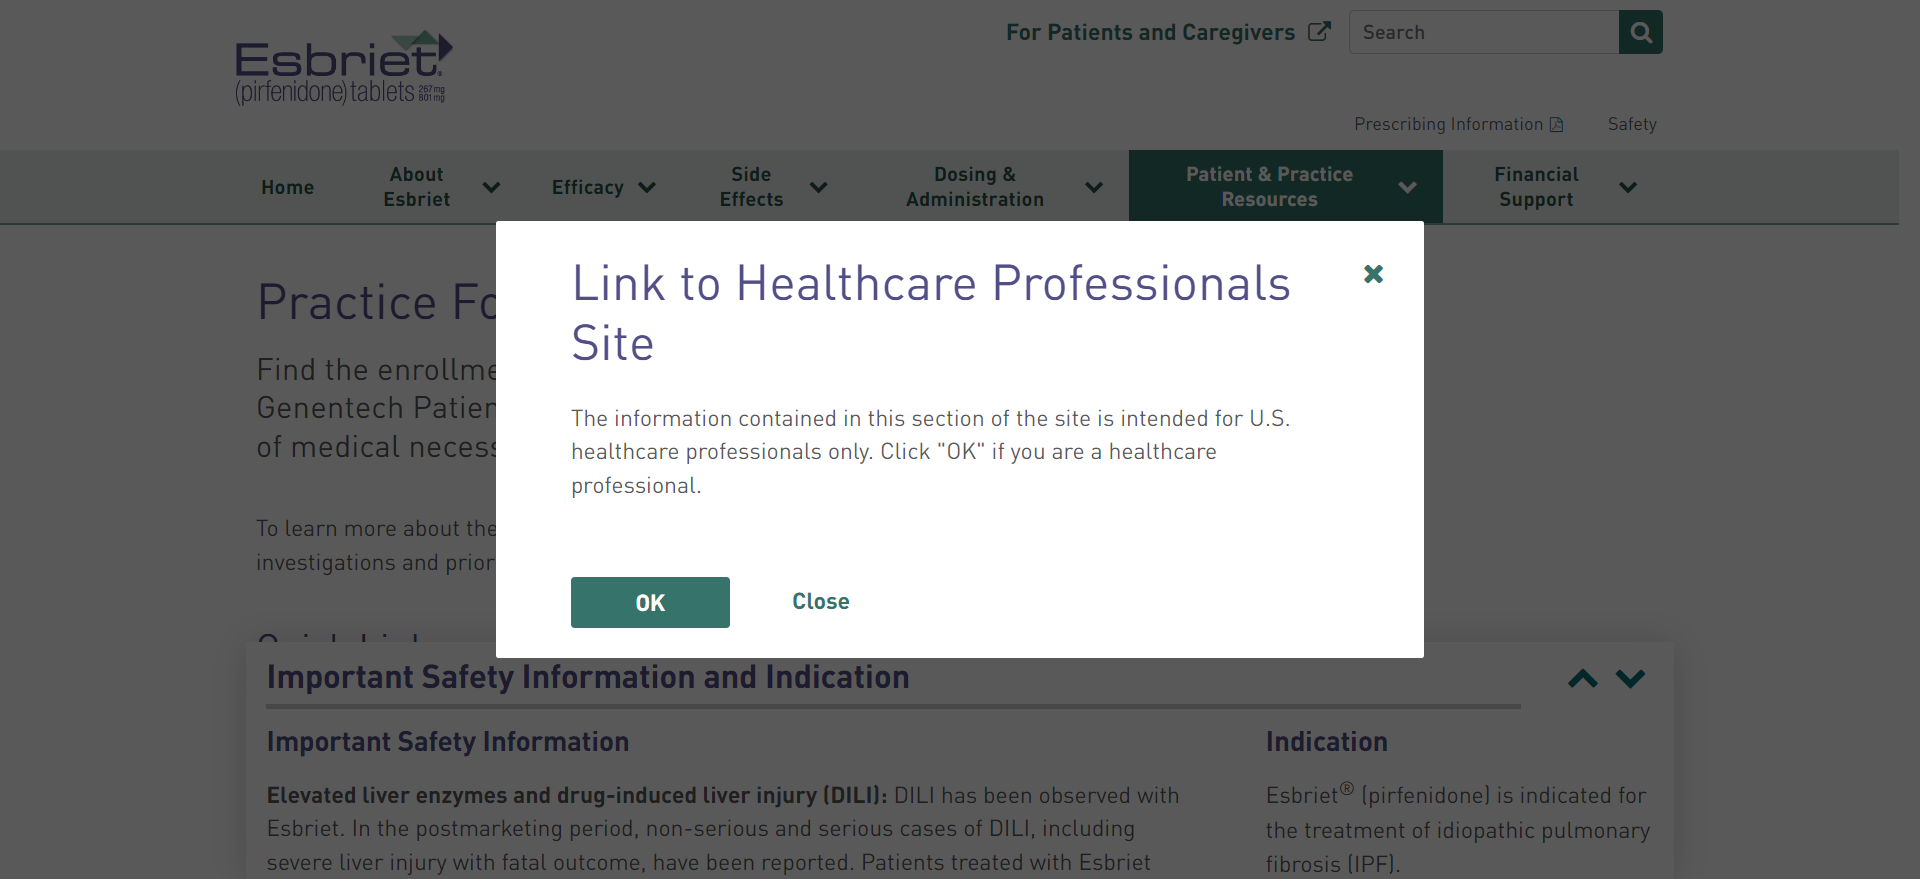 Esbriet®
(pirfenidone) tablets 267 mg 801 mg
For Patients and Caregivers
Search
Prescribing Information
Safety
Home
About Esbriet
Efficacy
Side Effects
Dosing & Administration
Patient & Practice Resources
Financial Support
Practice Fo
Find the enrollme
Genentech Patien
of medical necess
To learn more about the
investigations and prior
Quick Link
Link to Healthcare Professionals
Site
The information contained in this section of the site is intended for U.S.
healthcare professionals only. Click "OK" if you are a healthcare
professional.
OK
Close
Important Safety Information and Indication
Important Safety Information
Elevated liver enzymes and drug-induced liver injury (DILI): DILI has been observed with
Esbriet. In the postmarketing period, non-serious and serious cases of DILI, including
severe liver injury with fatal outcome, have been reported. Patients treated with Esbriet
Indication
Esbriet® (pirfenidone) is indicated for
the treatment of idiopathic pulmonary
fibrosis (IPF).